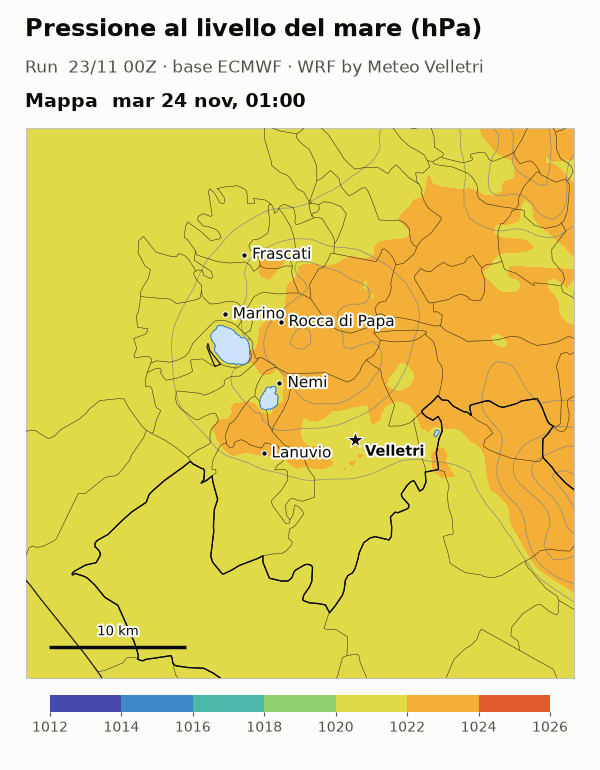 Pressione al livello del mare (hPa)
Run  23/11 00Z · base ECMWF · WRF by Meteo Velletri
Mappa  mar 24 nov, 01:00
Frascati
Marino
Rocca di Papa
Nemi
Velletri
Lanuvio
10 km
1012 1014 1016 1018 1020 1022 1024 1026